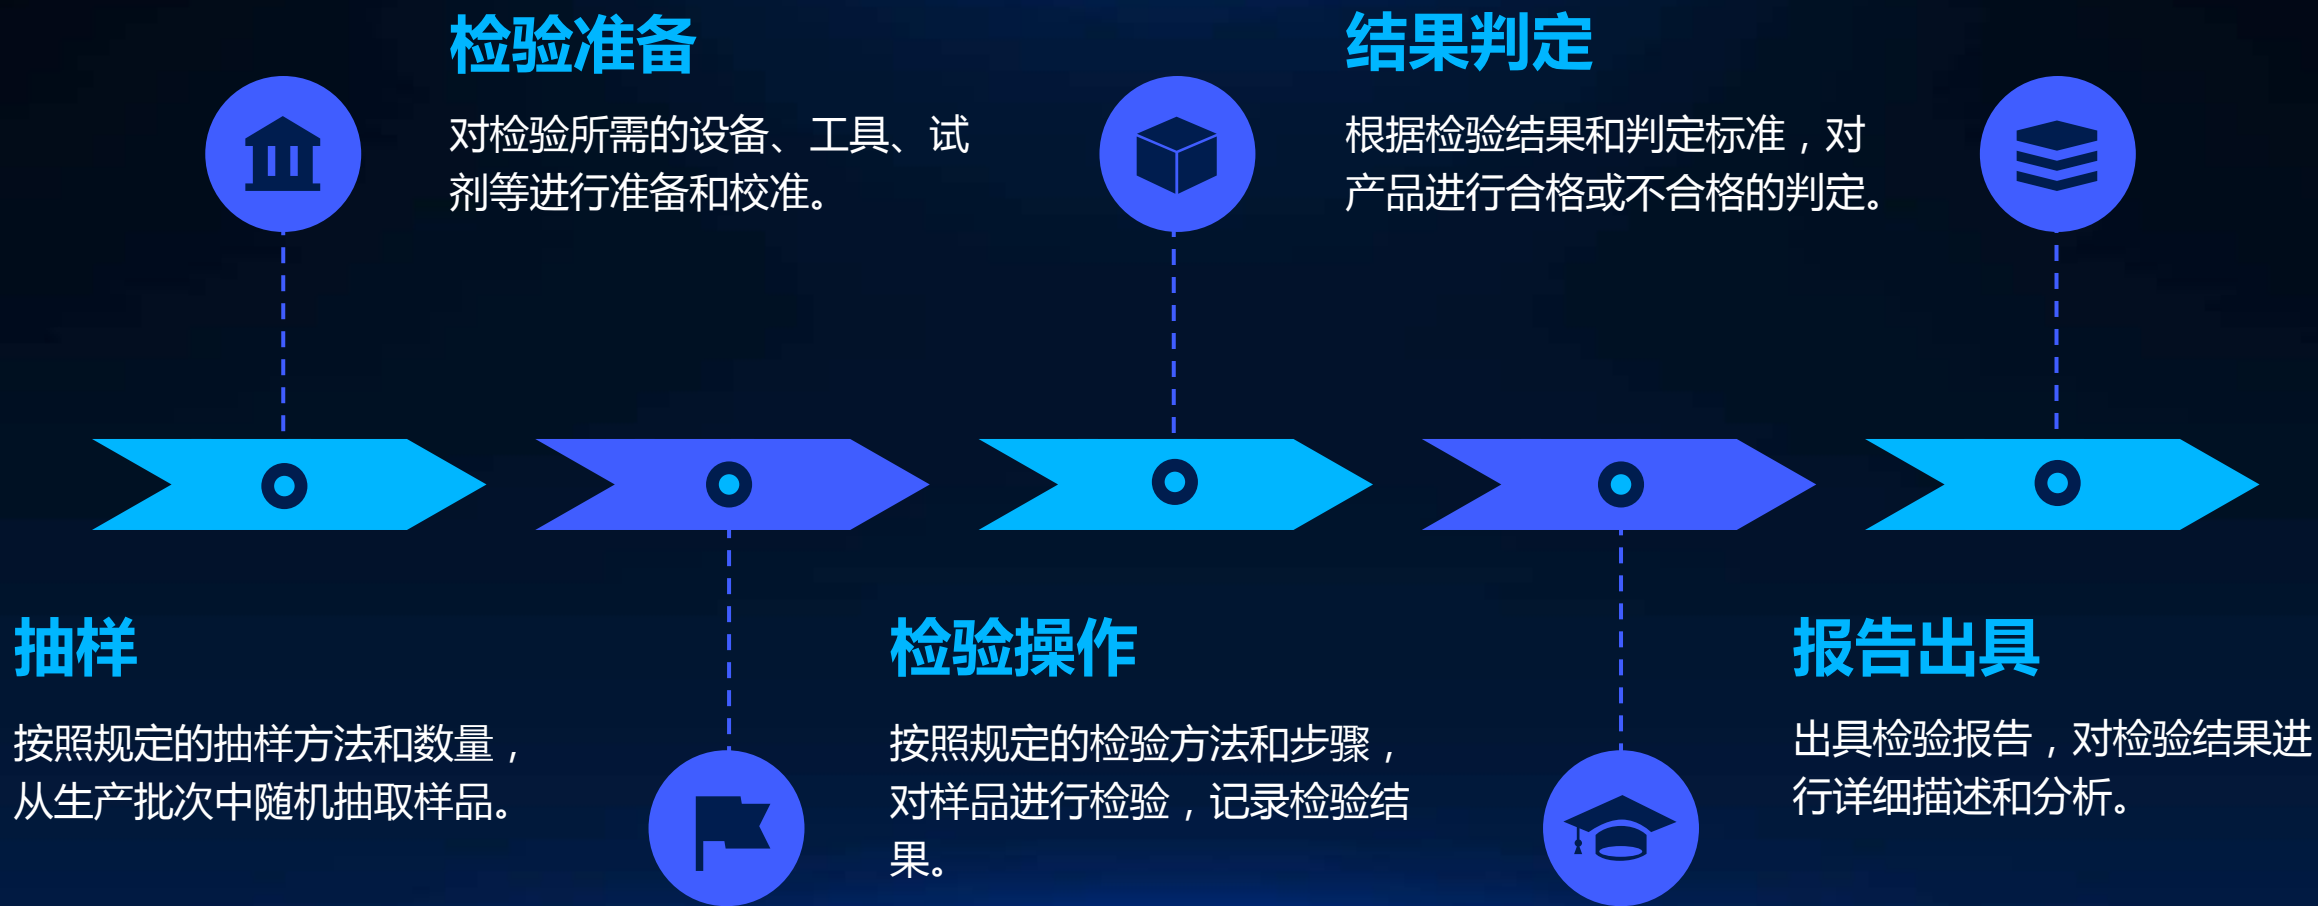 检验准备
对检验所需的设备、工具、试
剂等进行准备和校准。
结果判定
根据检验结果和判定标准，对
产品进行合格或不合格的判定。
抽样
按照规定的抽样方法和数量，
从生产批次中随机抽取样品。
检验操作
按照规定的检验方法和步骤，
对样品进行检验，记录检验结
果。
报告出具
出具检验报告，对检验结果进
行详细描述和分析。